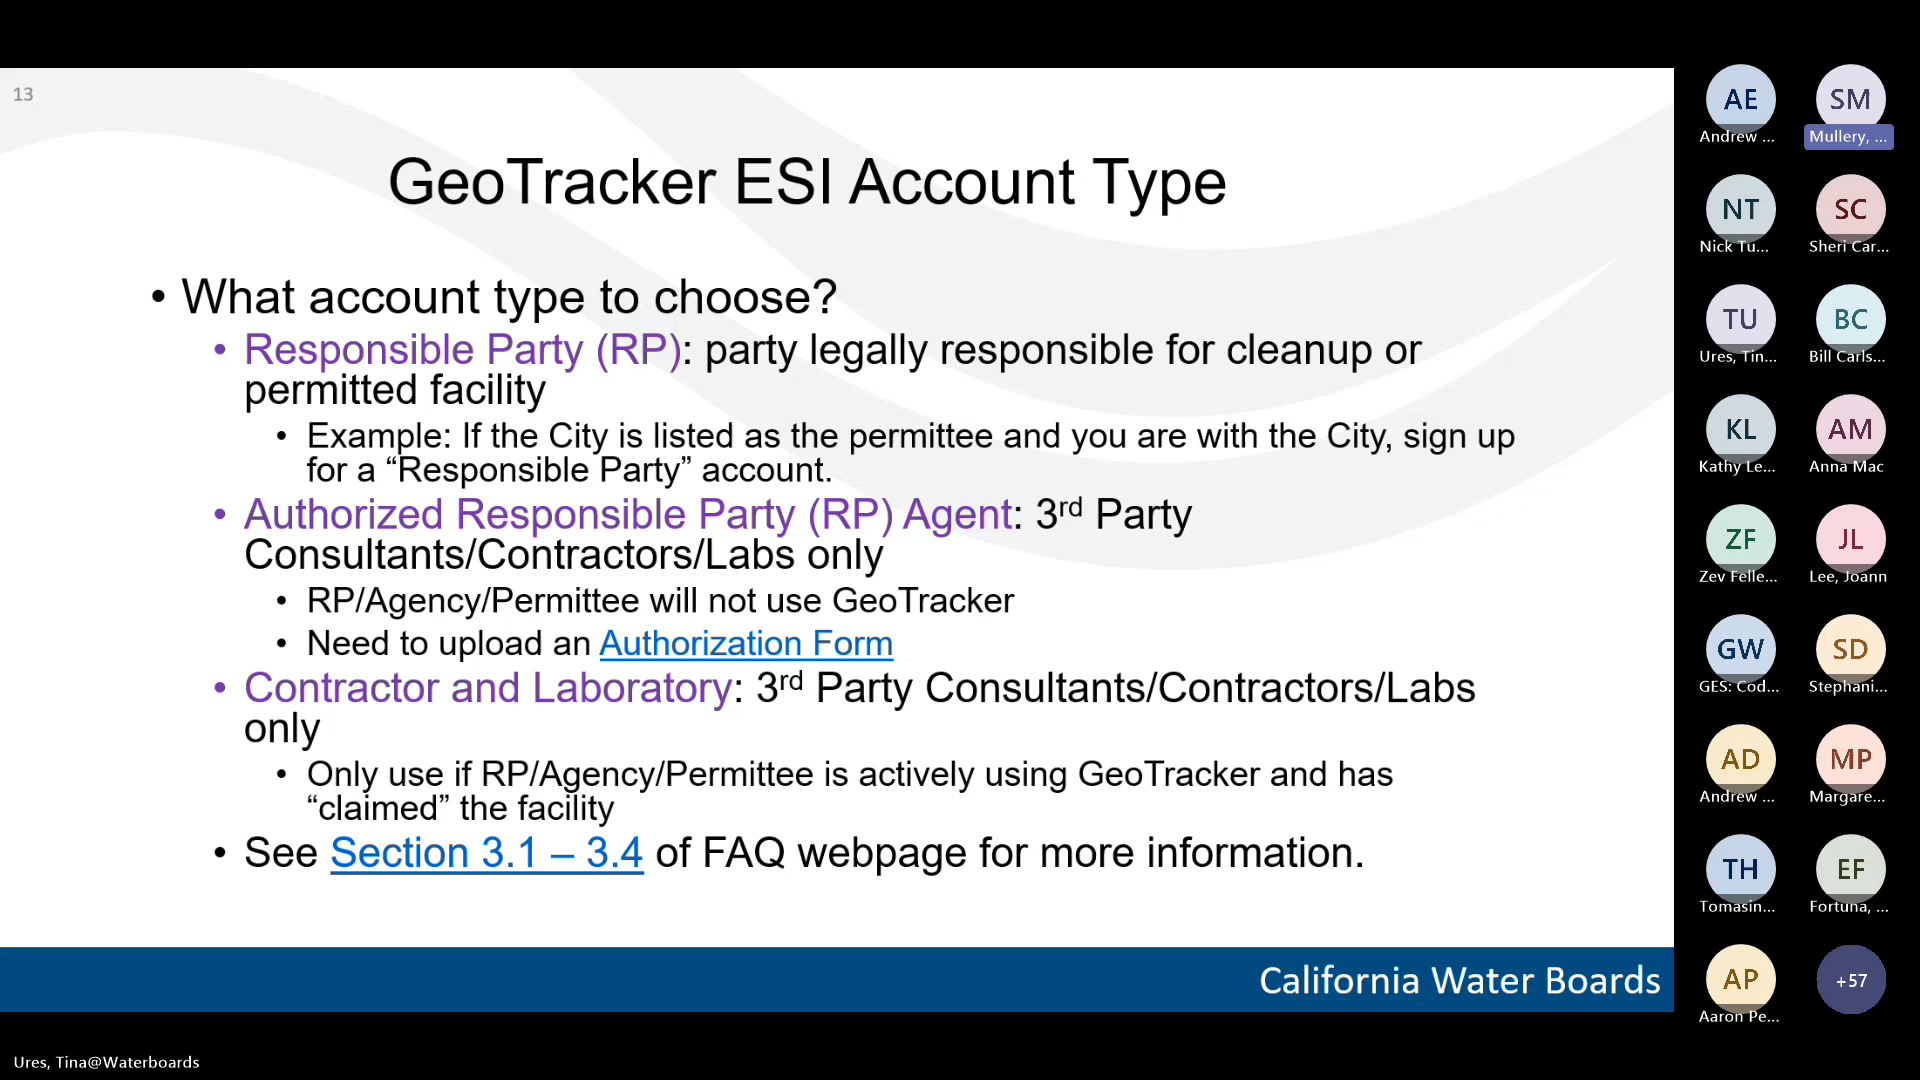 13
GeoTracker ESI Account Type
• What account type to choose?
• Responsible Party (RP): party legally responsible for cleanup or
permitted facility
• Example: If the City is listed as the permittee and you are with the City, sign up
for a “Responsible Party” account.
• Authorized Responsible Party (RP) Agent: 3rd Party
Consultants/Contractors/Labs only
• RP/Agency/Permittee will not use GeoTracker
• Need to upload an Authorization Form
• Contractor and Laboratory: 3rd Party Consultants/Contractors/Labs
only
• Only use if RP/Agency/Permittee is actively using GeoTracker and has
“claimed” the facility
• See Section 3.1 – 3.4 of FAQ webpage for more information.
California Water Boards
Ures, Tina@Waterboards
AE
Andrew ...
SM
Mullery, ...
NT
Nick Tu...
SC
Sheri Car...
TU
Ures, Tin...
BC
Bill Carls...
KL
Kathy Le...
AM
Anna Mac
ZF
Zev Felle...
JL
Lee, Joann
GW
GES: Cod...
SD
Stephani...
AD
Andrew ...
MP
Margare...
TH
Tomasin...
EF
Fortuna, ...
AP
Aaron Pe...
+57